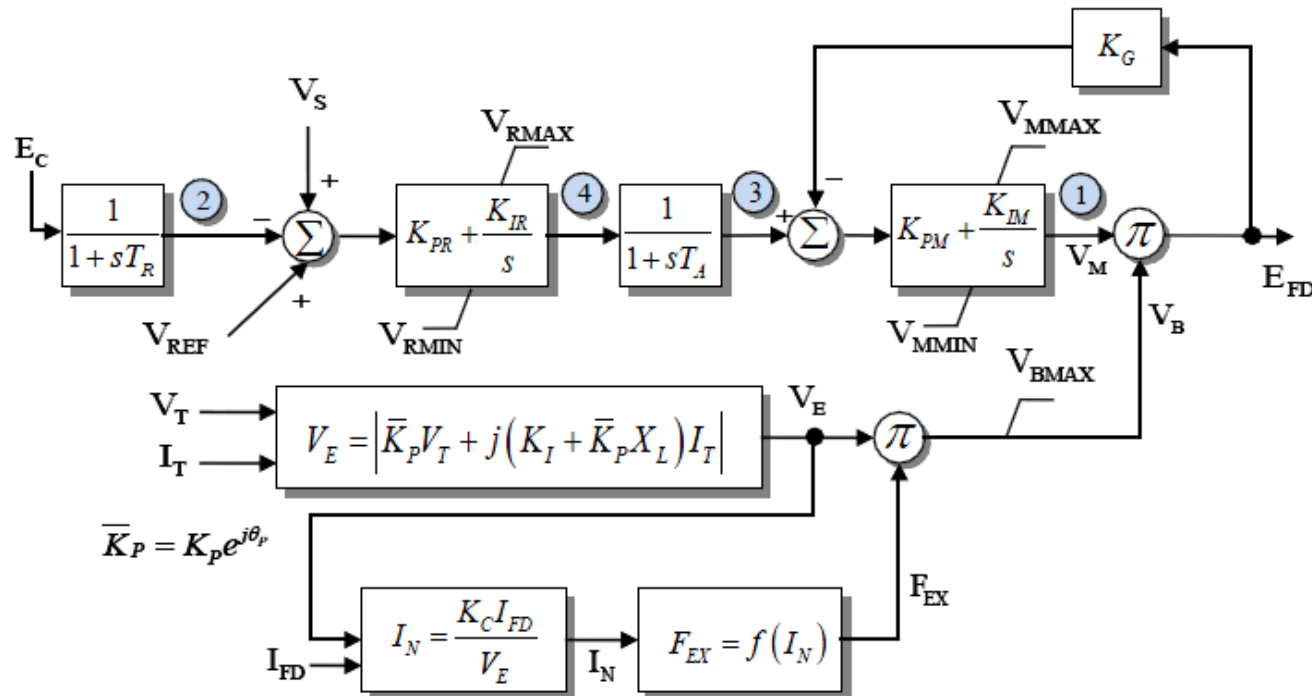 K_G
V_S
V_RMAX
V_MMAX
E_C
2
4
3
1
+
−
+
−
+
1/(1 + sT_R)
Σ
K_PR + K_IR/s
1/(1 + sT_A)
Σ
K_PM + K_IM/s
π
V_M
E_FD
V_REF
V_RMIN
V_MMIN
V_B
V_BMAX
V_T
I_T
V_E = |K̄_P V_T + j(K_I + K̄_P X_L) I_T|
V_E
π
K̄_P = K_P e^{jθ_P}
F_EX
I_FD
I_N = K_C I_FD / V_E
I_N
F_EX = f(I_N)